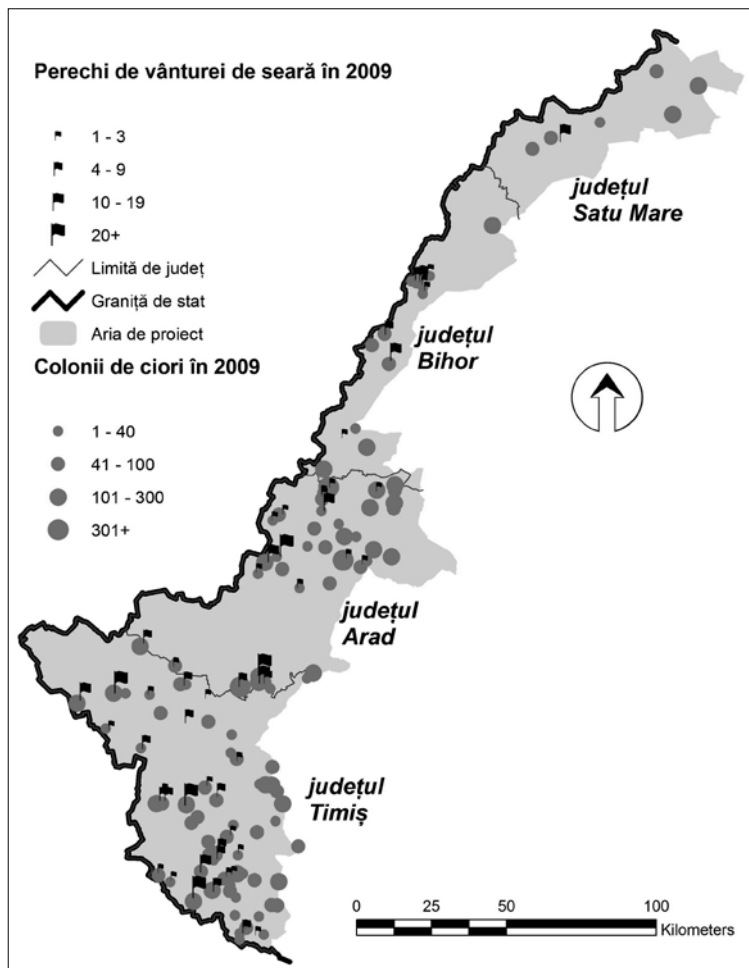 Perechi de vânturei de seară în 2009
1 - 3
4 - 9
10 - 19
20+
Limită de județ
Graniță de stat
Aria de proiect
Colonii de ciori în 2009
1 - 40
41 - 100
101 - 300
301+
județul
Satu Mare
județul
Bihor
județul
Arad
județul
Timiș
0 25 50 100
Kilometers